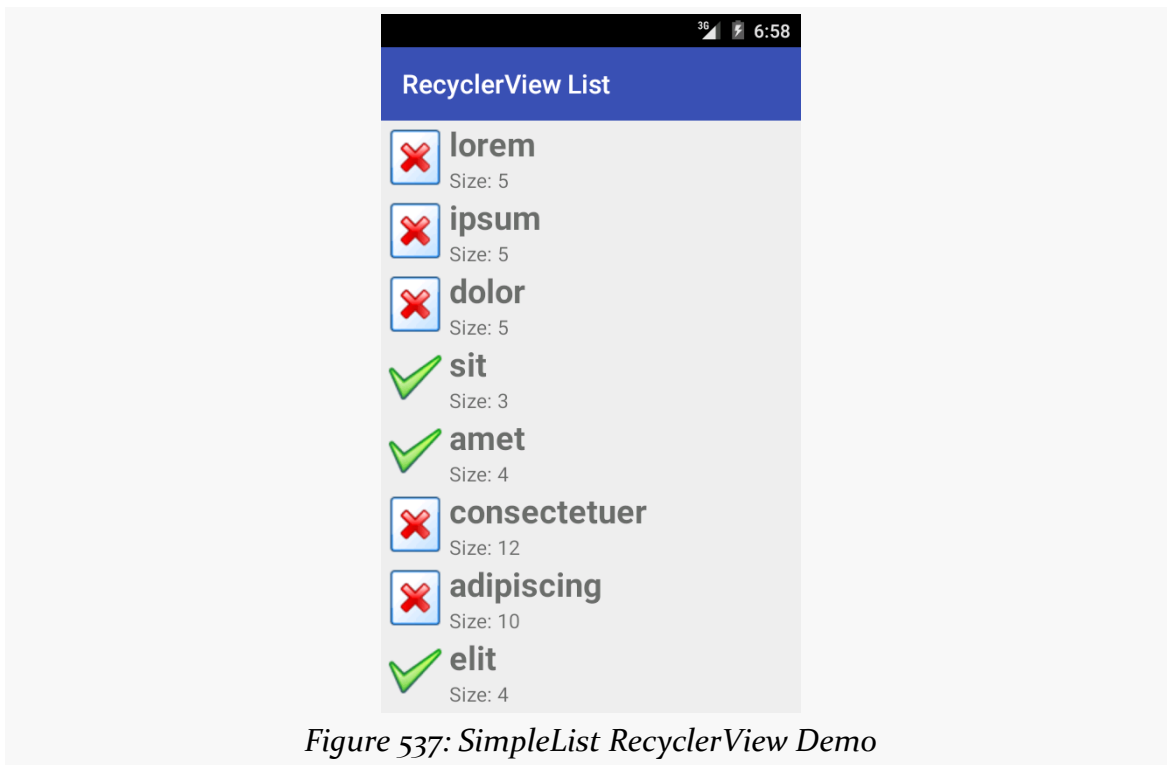 3G 6:58
RecyclerView List
lorem
Size: 5
ipsum
Size: 5
dolor
Size: 5
sit
Size: 3
amet
Size: 4
consectetuer
Size: 12
adipiscing
Size: 10
elit
Size: 4
Figure 537: SimpleList RecyclerView Demo